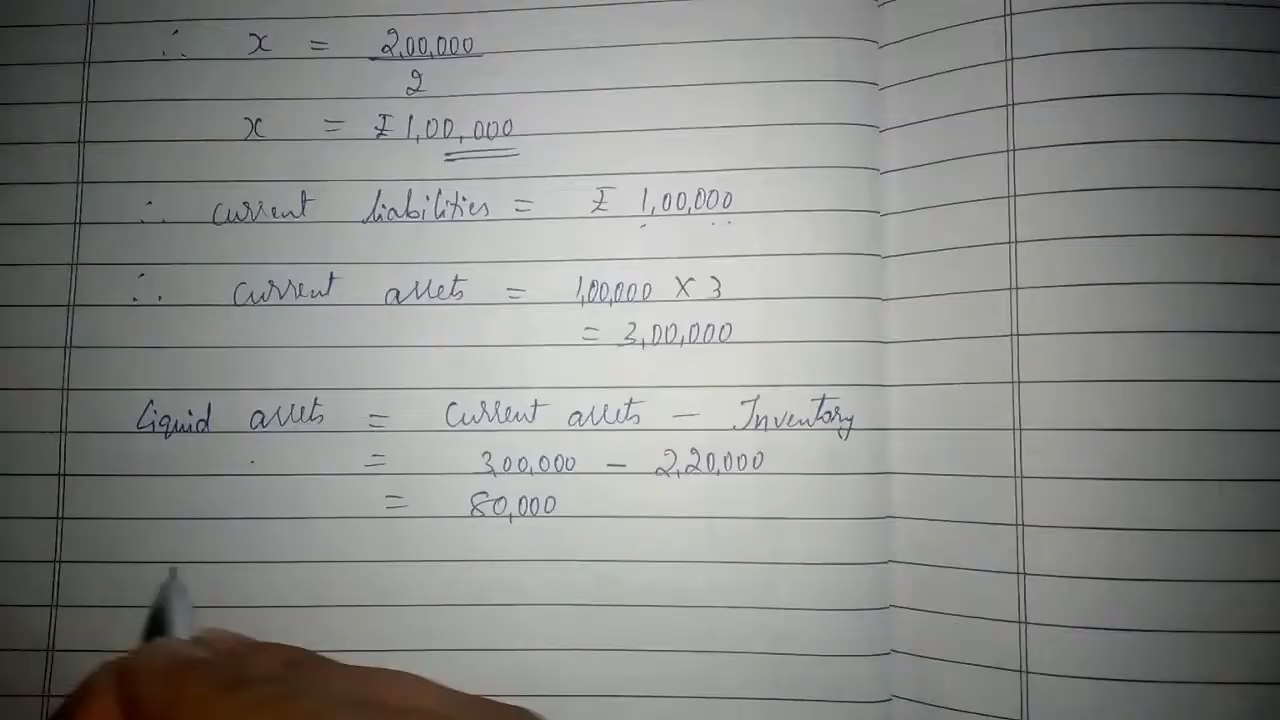 ∴ x = 2,00,000
2
x = ₹ 1,00,000
∴ current liabilities = ₹ 1,00,000
∴ current assets = 1,00,000 X 3
= 3,00,000
Liquid assets = current assets – Inventory
= 3,00,000 – 2,20,000
= 80,000